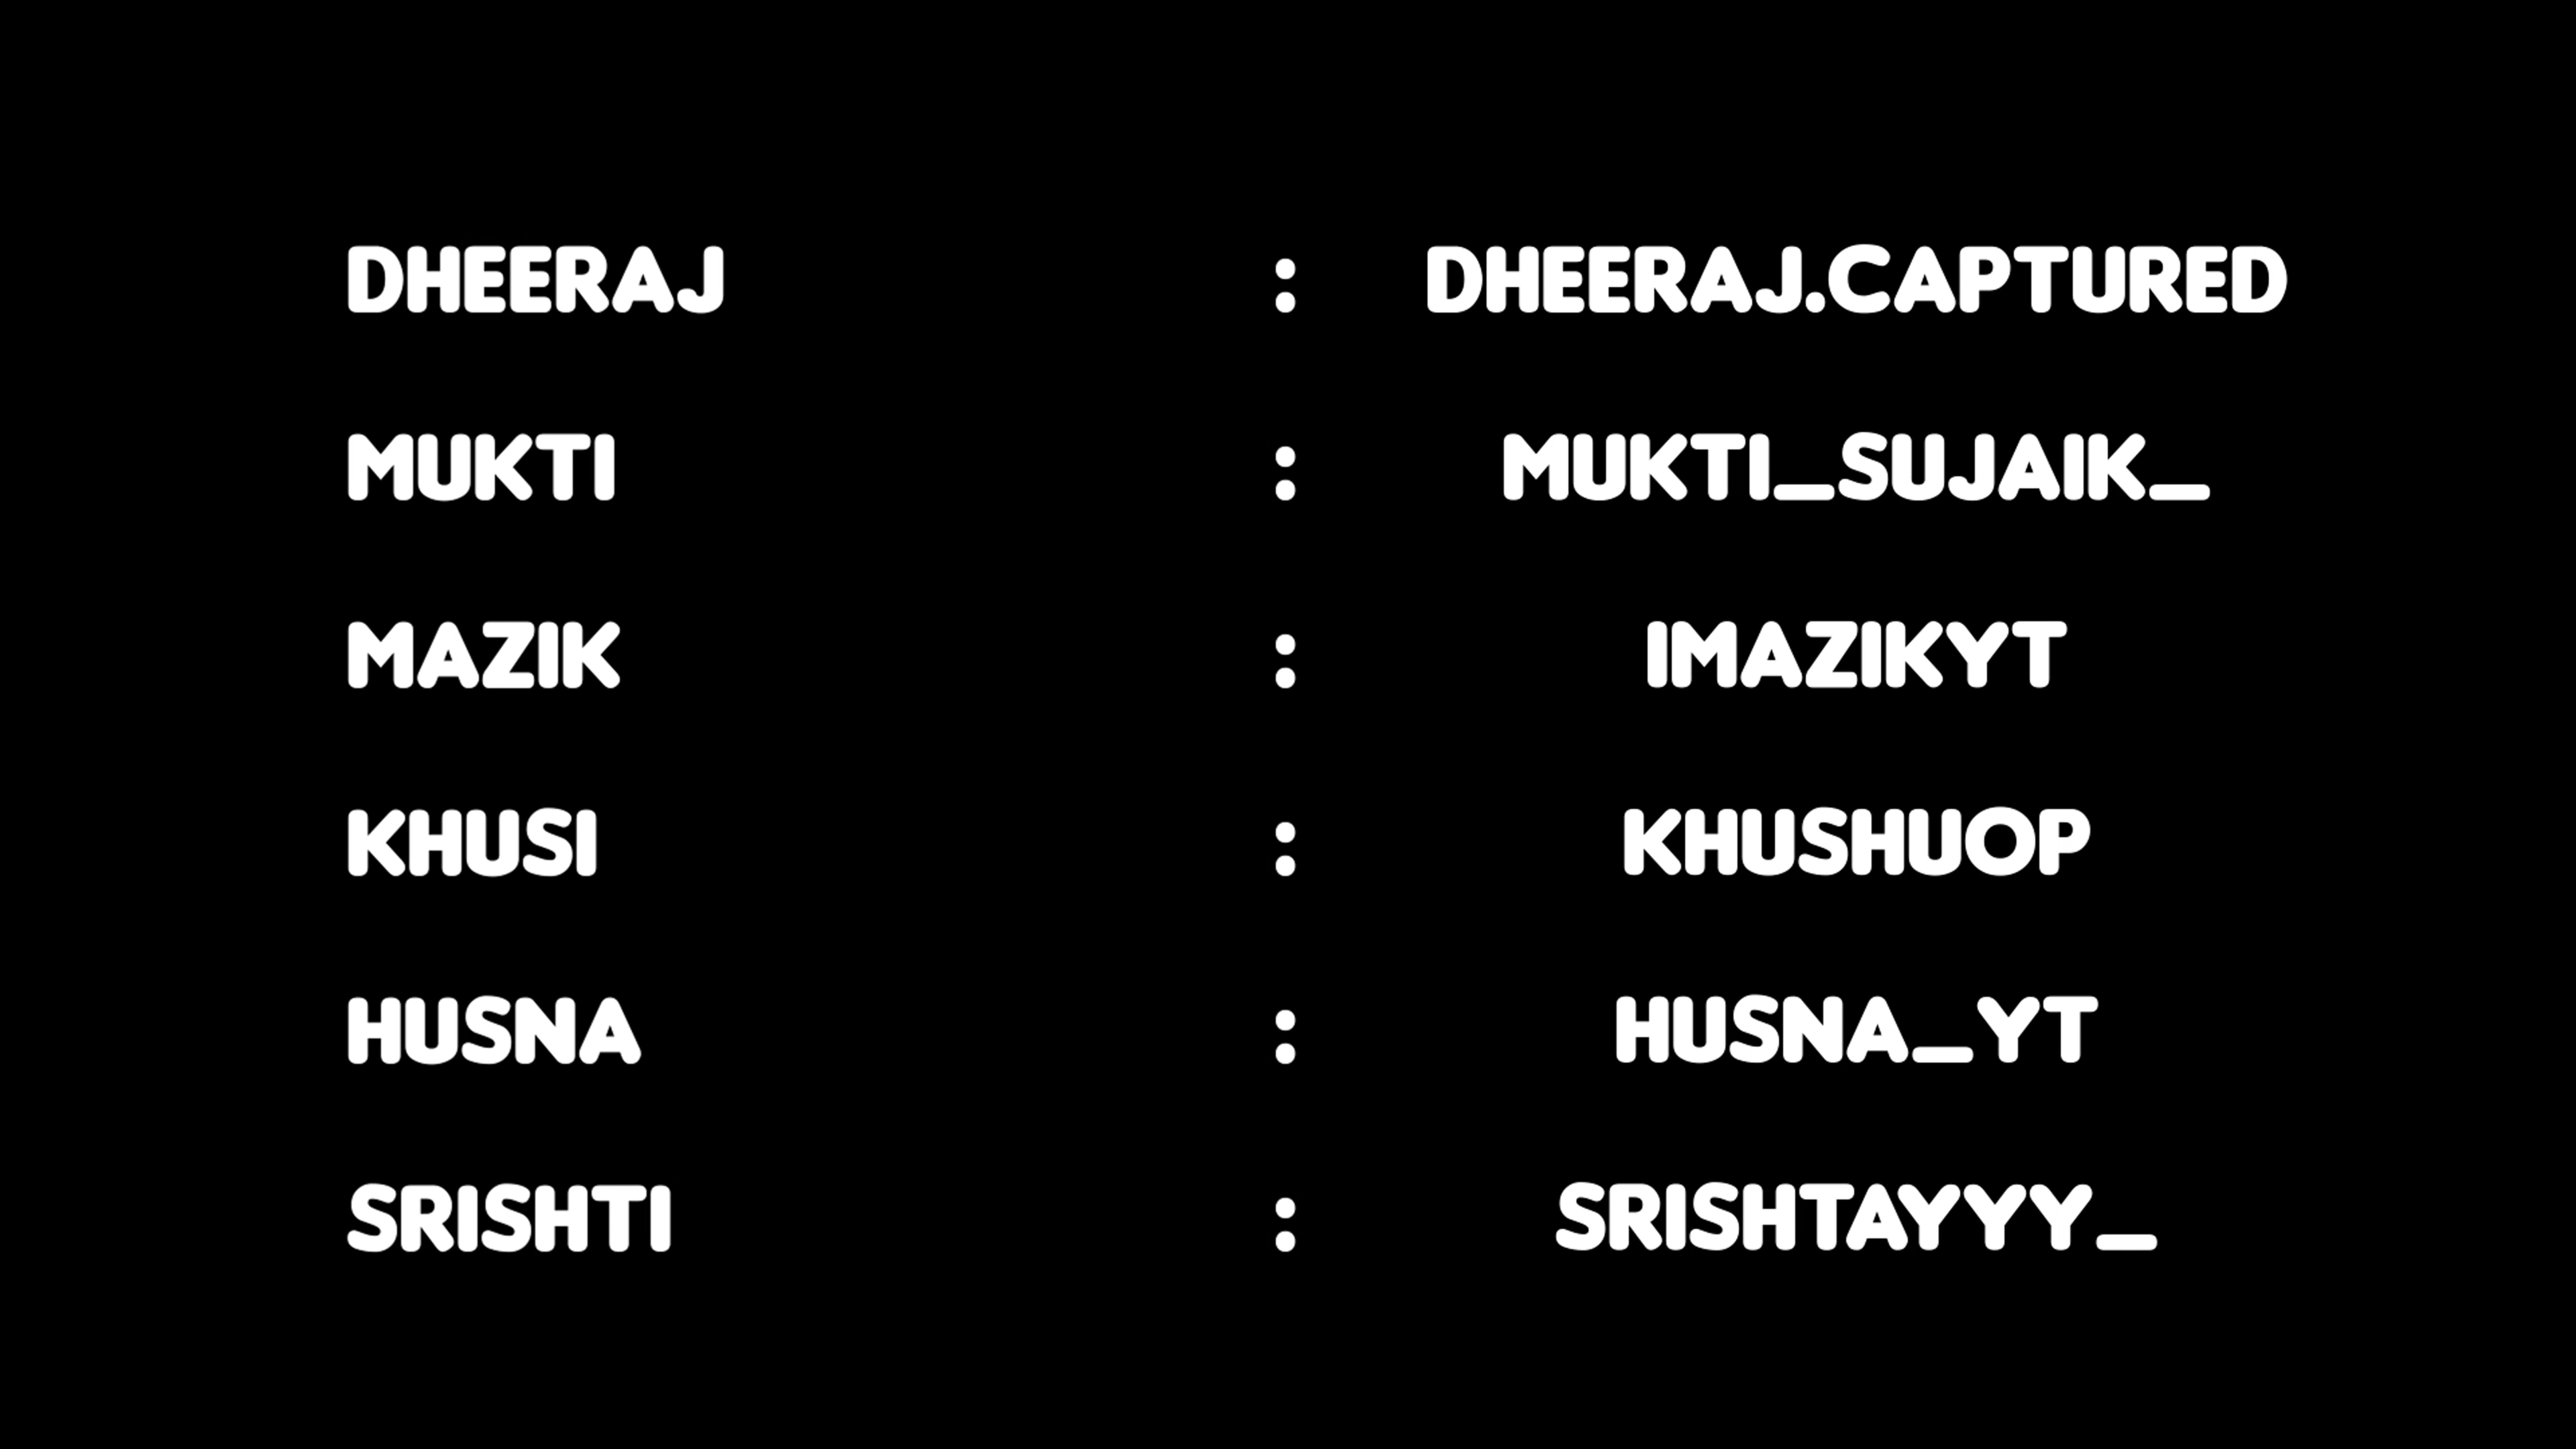 DHEERAJ : DHEERAJ.CAPTURED
MUKTI : MUKTI_SUJAIK_
MAZIK : IMAZIKYT
KHUSI : KHUSHUOP
HUSNA : HUSNA_YT
SRISHTI : SRISHTAYYY_